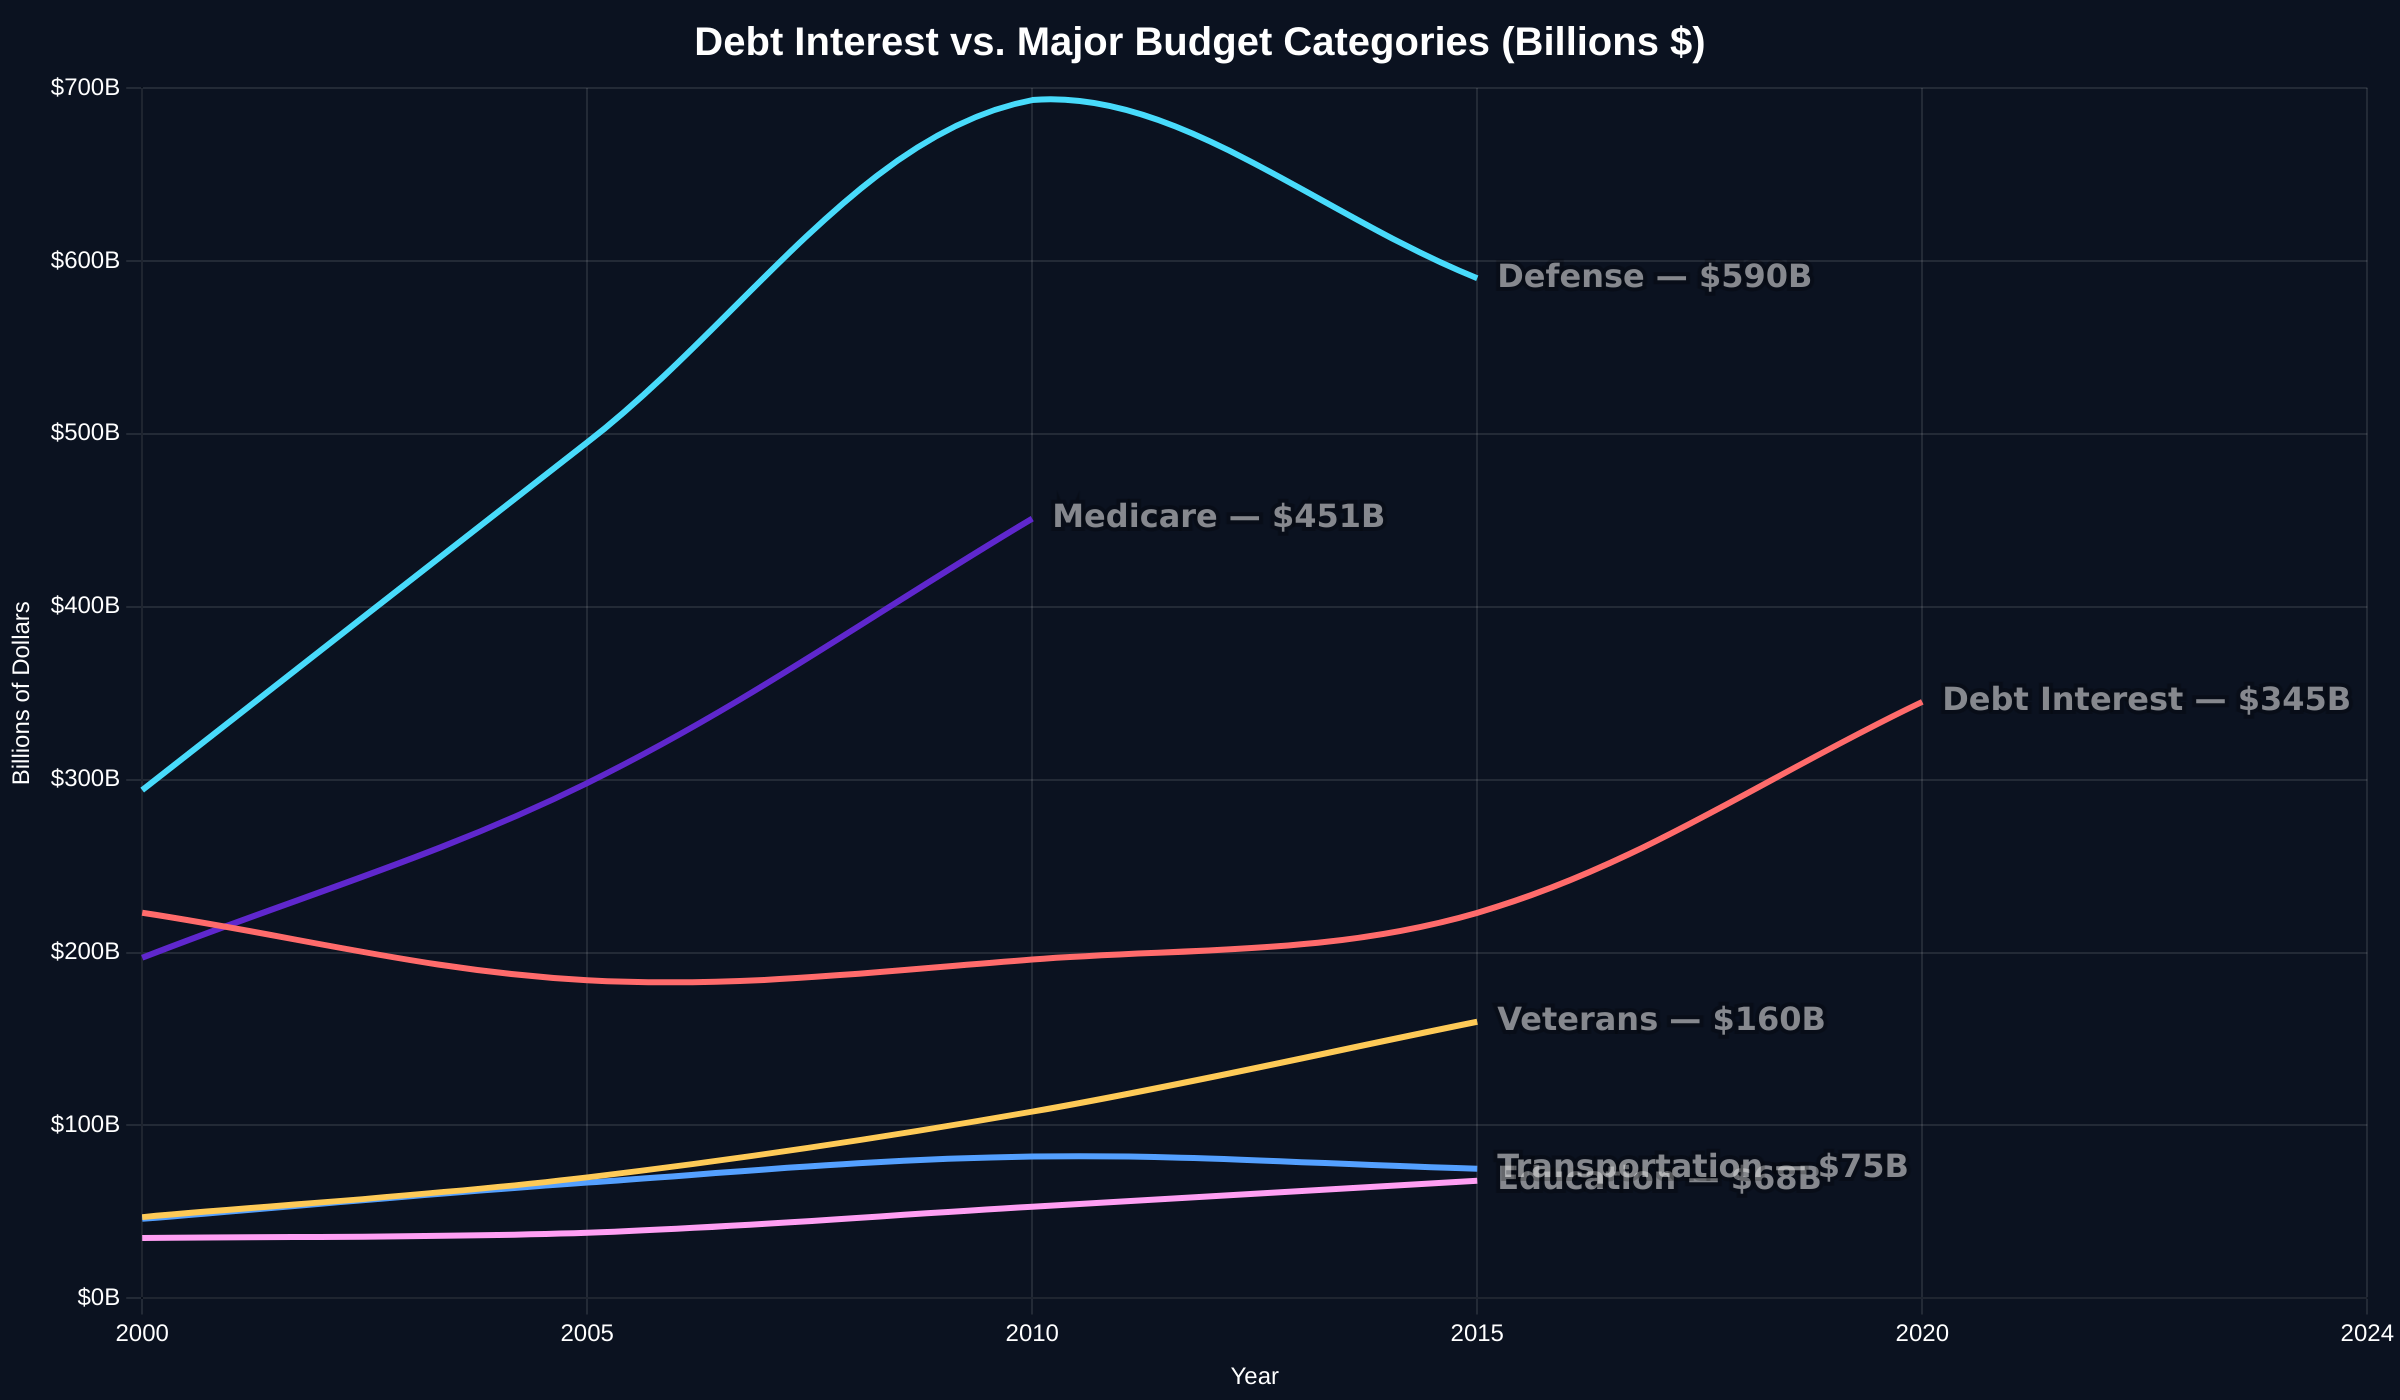 Debt Interest vs. Major Budget Categories (Billions $)
$700B
$600B
$500B
$400B
$300B
$200B
$100B
$0B
Billions of Dollars
Defense — $590B
Medicare — $451B
Debt Interest — $345B
Veterans — $160B
Transportation — $75B
Education — $68B
2000
2005
2010
2015
2020
2024
Year